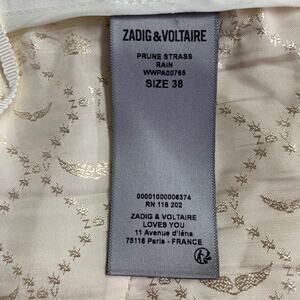 ZADIG&VOLTAIRE
PRUNE STRASS
RAIN
WWPA00765
SIZE 38
00001000006374
RN 116 202
ZADIG & VOLTAIRE
LOVES YOU
11 Avenue d'Iéna
75116 Paris - FRANCE